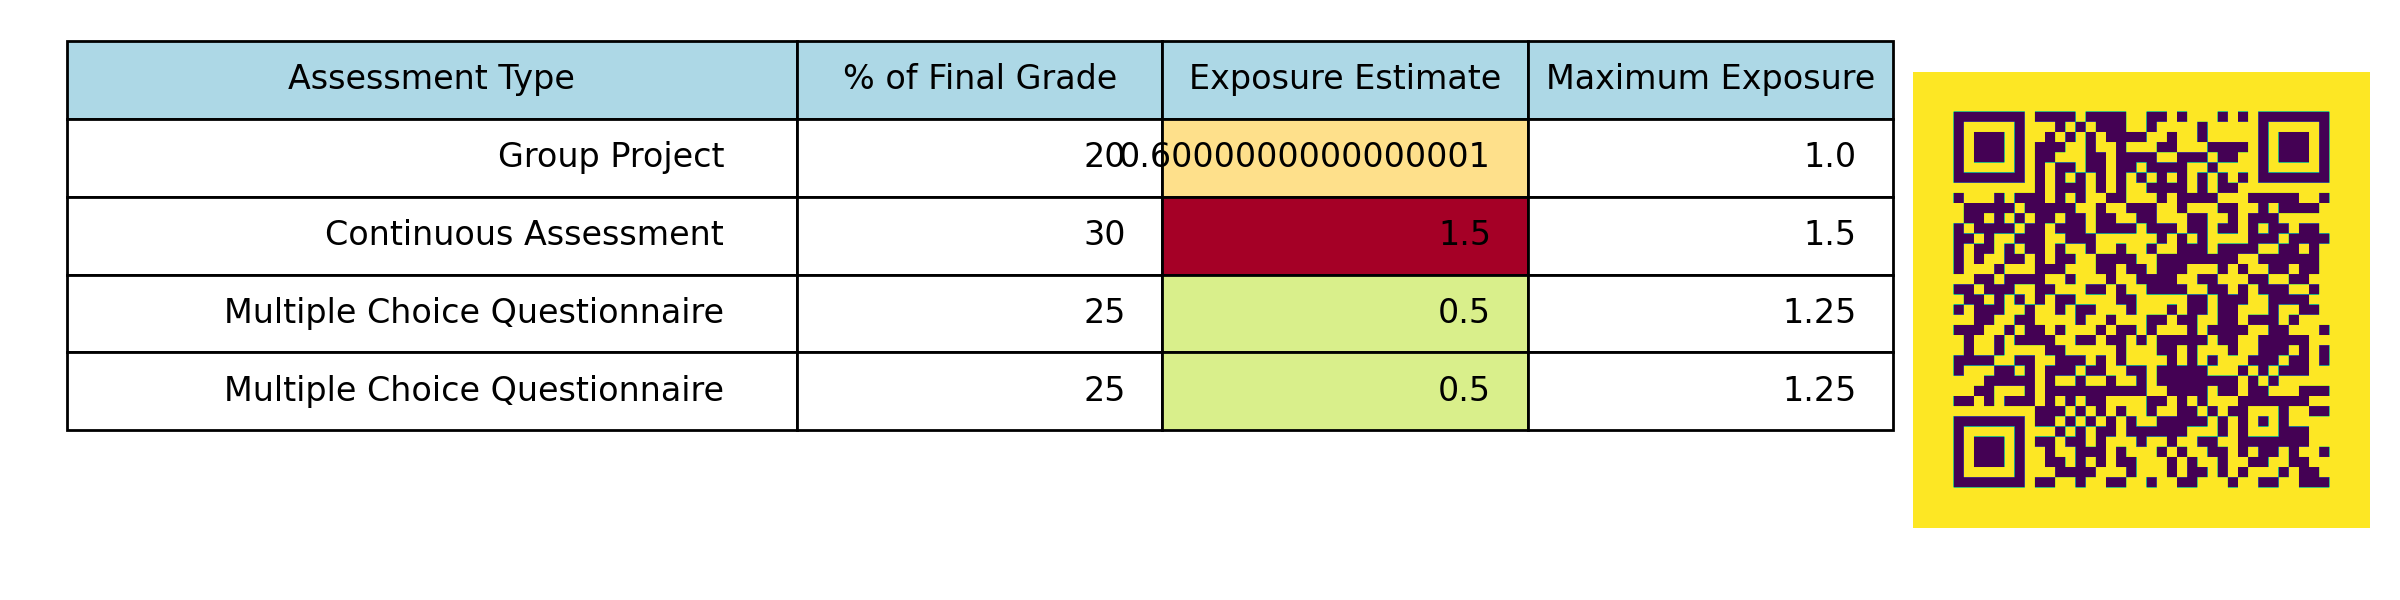 Assessment Type % of Final Grade Exposure Estimate Maximum Exposure
Group Project 20 0.6000000000000001 1.0
Continuous Assessment 30 1.5 1.5
Multiple Choice Questionnaire 25 0.5 1.25
Multiple Choice Questionnaire 25 0.5 1.25